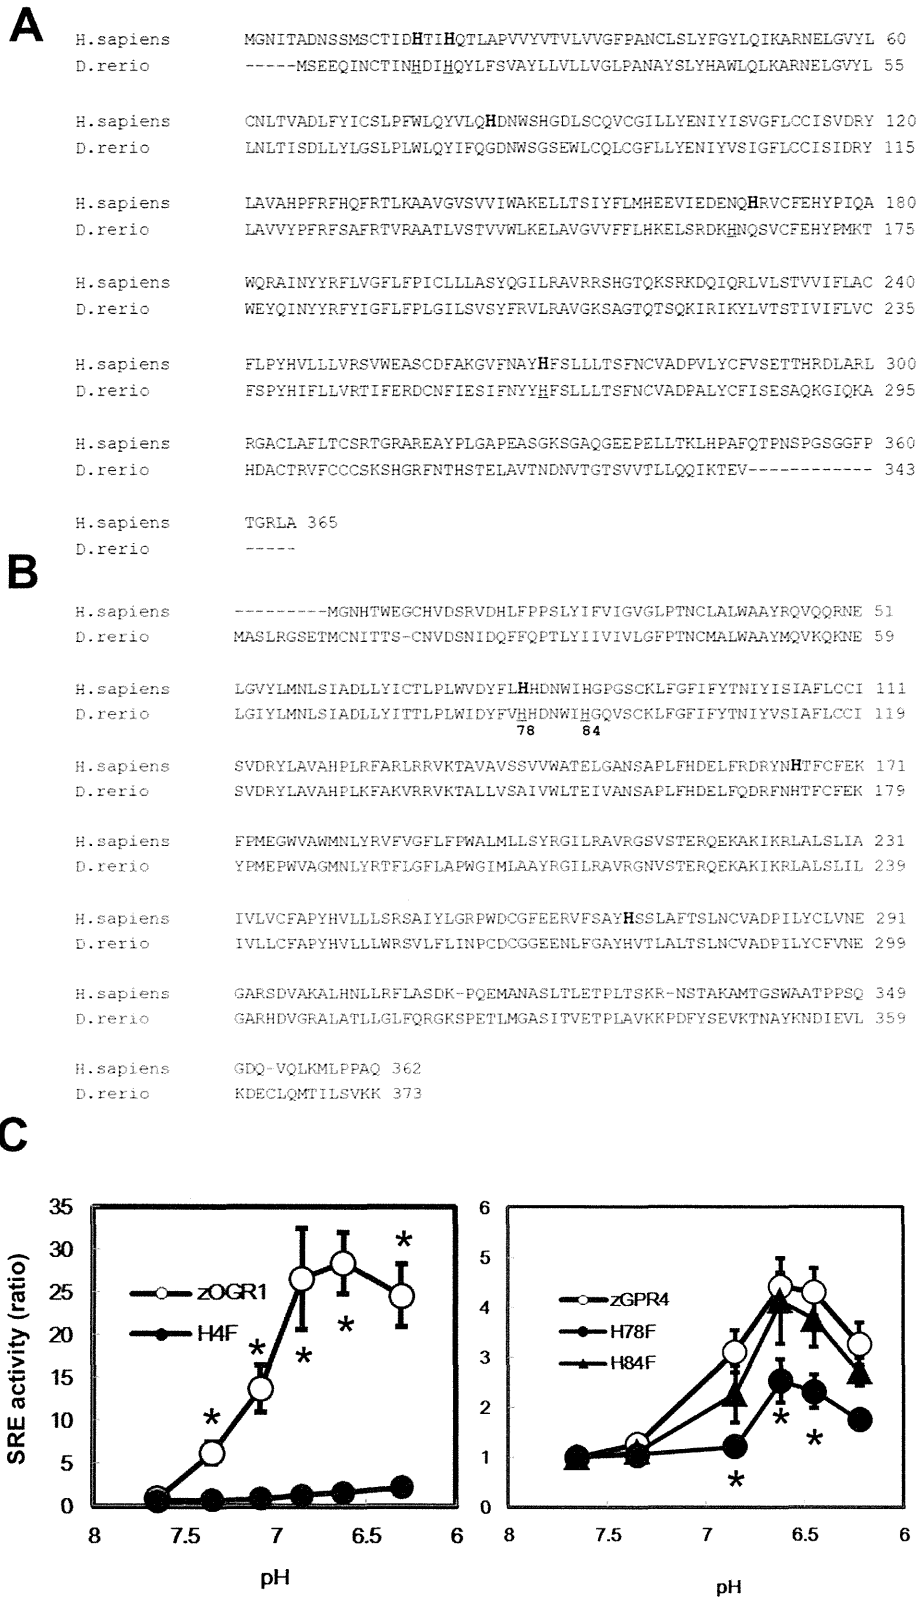 A
H.sapiens MGNITADNSSMSCTIDHTIHQTLAPVVYVTVLVVGFPANCLSLYFGYLQIKARNELGVYL 60
D.rerio -----MSEEQINCTINHDIHQYLFSVAYLLVLLVGLPANAYSLYHAWLQLKARNELGVYL 55
H.sapiens CNLTVADLFYICSLPFWLQYVLQHDNWSHGDLSCQVCGILLYENIYISVGFLCCISVDRY 120
D.rerio LNLTISDLLYLGSLPLWLQYIFQGDNWSGSEWLCQLCGFLLYENIYVSIGFLCCISIDRY 115
H.sapiens LAVAHPFRFHQFRTLKAAVGVSVVIWAKELLTSIYFLMHEEVIEDENQHRVCFEHYPIQA 180
D.rerio LAVVYPFRFSAFRTVRAATLVSTVVWLKELAVGVVFFLHKELSRDKHNQSVCFEHYPMKT 175
H.sapiens WQRAINYYRFLVGFLFPICLLLASYQGILRAVRRSHGTQKSRKDQIQRLVLSTVVIFLAC 240
D.rerio WEYQINYYRFYIGFLFPLGILSVSYFRVLRAVGKSAGTQTSQKIRIKYLVTSTIVIFLVC 235
H.sapiens FLPYHVLLLVRSVWEASCDFAKGVFNAYHFSLLLTSFNCVADPVLYCFVSETTHRDLARL 300
D.rerio FSPYHIFLLVRTIFERDCNFIESIFNYYHFSLLLTSFNCVADPALYCFISESAQKGIQKA 295
H.sapiens RGACLAFLTCSRTGRAREAYPLGAPEASGKSGAQGEEPELLTKLHPAFQTPNSPGSGGFP 360
D.rerio HDACTRVFCCCSKSHGRFNTHSTELAVTNDNVTGTSVVTLLQQIKTEV------------ 343
H.sapiens TGRLA 365
D.rerio -----
B
H.sapiens ---------MGNHTWEGCHVDSRVDHLFPPSLYIFVIGVGLPTNCLALWAAYRQVQQRNE 51
D.rerio MASLRGSETMCNITTS-CNVDSNIDQFFQPTLYIIVIVLGFPTNCMALWAAYMQVKQKNE 59
H.sapiens LGVYLMNLSIADLLYICTLPLWVDYFLHHDNWIHGPGSCKLFGFIFYTNIYISIAFLCCI 111
D.rerio LGIYLMNLSIADLLYITTLPLWIDYFVHHDNWIHGQVSCKLFGFIFYTNIYVSIAFLCCI 119
78 84
H.sapiens SVDRYLAVAHPLRFARLRRVKTAVAVSSVVWATELGANSAPLFHDELFRDRYNHTFCFEK 171
D.rerio SVDRYLAVAHPLKFAKVRRVKTALLVSAIVWLTEIVANSAPLFHDELFQDRFNHTFCFEK 179
H.sapiens FPMEGWVAWMNLYRVFVGFLFPWALMLLSYRGILRAVRGSVSTERQEKAKIKRLALSLIA 231
D.rerio YPMEPWVAGMNLYRTFLGFLAPWGIMLAAYRGILRAVRGNVSTERQEKAKIKRLALSLIL 239
H.sapiens IVLVCFAPYHVLLLSRSAIYLGRPWDCGFEERVFSAYHSSLAFTSLNCVADPILYCLVNE 291
D.rerio IVLLCFAPYHVLLLWRSVLFLINPCDCGGEENLFGAYHVTLALTSLNCVADPILYCFVNE 299
H.sapiens GARSDVAKALHNLLRFLASDK-PQEMANASLTLETPLTSKR-NSTAKAMTGSWAATPPSQ 349
D.rerio GARHDVGRALATLLGLFQRGKSPETLMGASITVETPLAVKKPDFYSEVKTNAYKNDIEVL 359
H.sapiens GDQ-VQLKMLPPAQ 362
D.rerio KDECLQMTILSVKK 373
C
SRE activity (ratio)
35
30
25
20
15
10
5
0
zOGR1
H4F
* * * * *
8 7.5 7 6.5 6
pH
6
5
4
3
2
1
0
zGPR4
H78F
H84F
* * *
8 7.5 7 6.5 6
pH